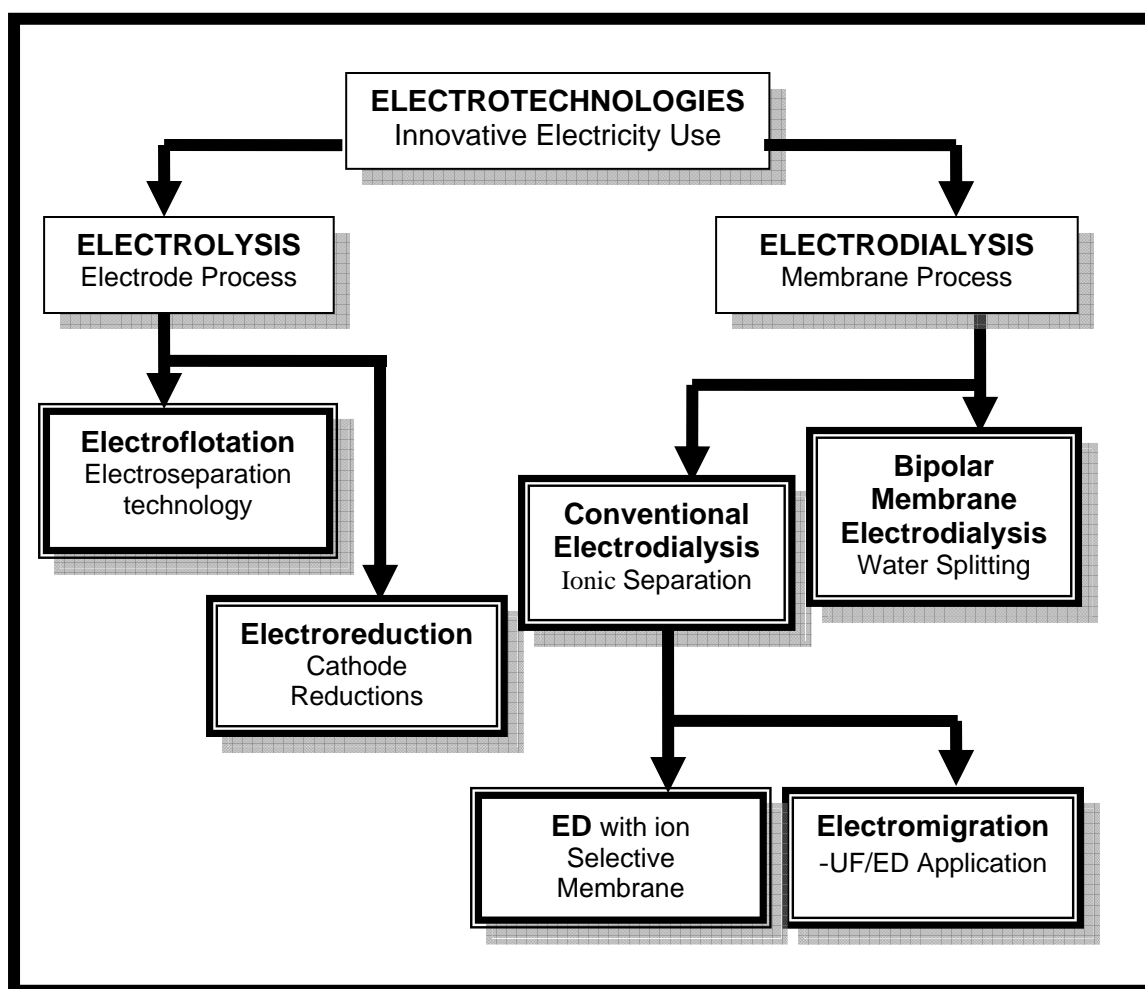 ELECTROTECHNOLOGIES
Innovative Electricity Use
ELECTROLYSIS
Electrode Process
ELECTRODIALYSIS
Membrane Process
Electroflotation
Electroseparation
technology
Electroreduction
Cathode
Reductions
Conventional
Electrodialysis
Ionic Separation
Bipolar
Membrane
Electrodialysis
Water Splitting
ED with ion
Selective
Membrane
Electromigration
-UF/ED Application